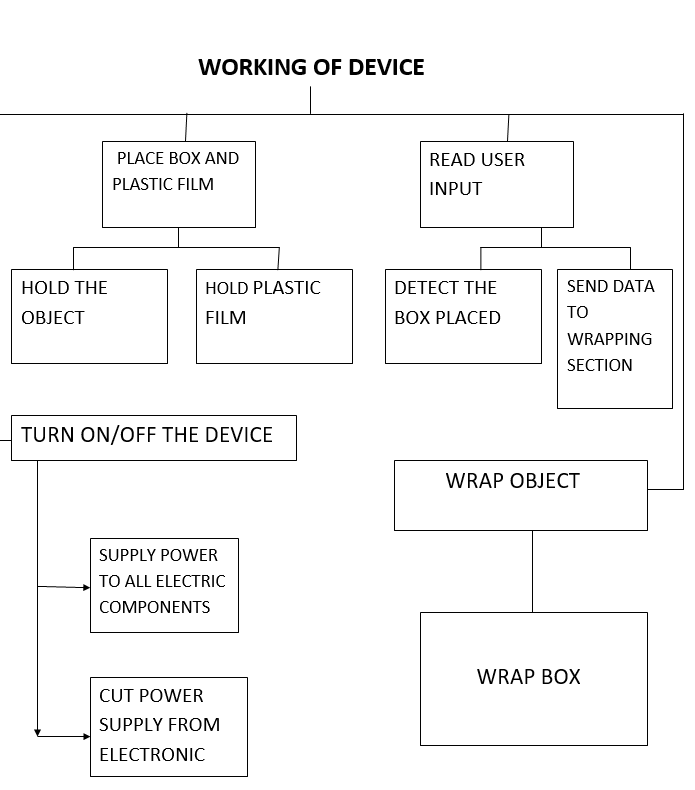 WORKING OF DEVICE
PLACE BOX AND
PLASTIC FILM
READ USER
INPUT
HOLD THE
OBJECT
HOLD PLASTIC
FILM
DETECT THE
BOX PLACED
SEND DATA
TO
WRAPPING
SECTION
TURN ON/OFF THE DEVICE
WRAP OBJECT
SUPPLY POWER
TO ALL ELECTRIC
COMPONENTS
WRAP BOX
CUT POWER
SUPPLY FROM
ELECTRONIC